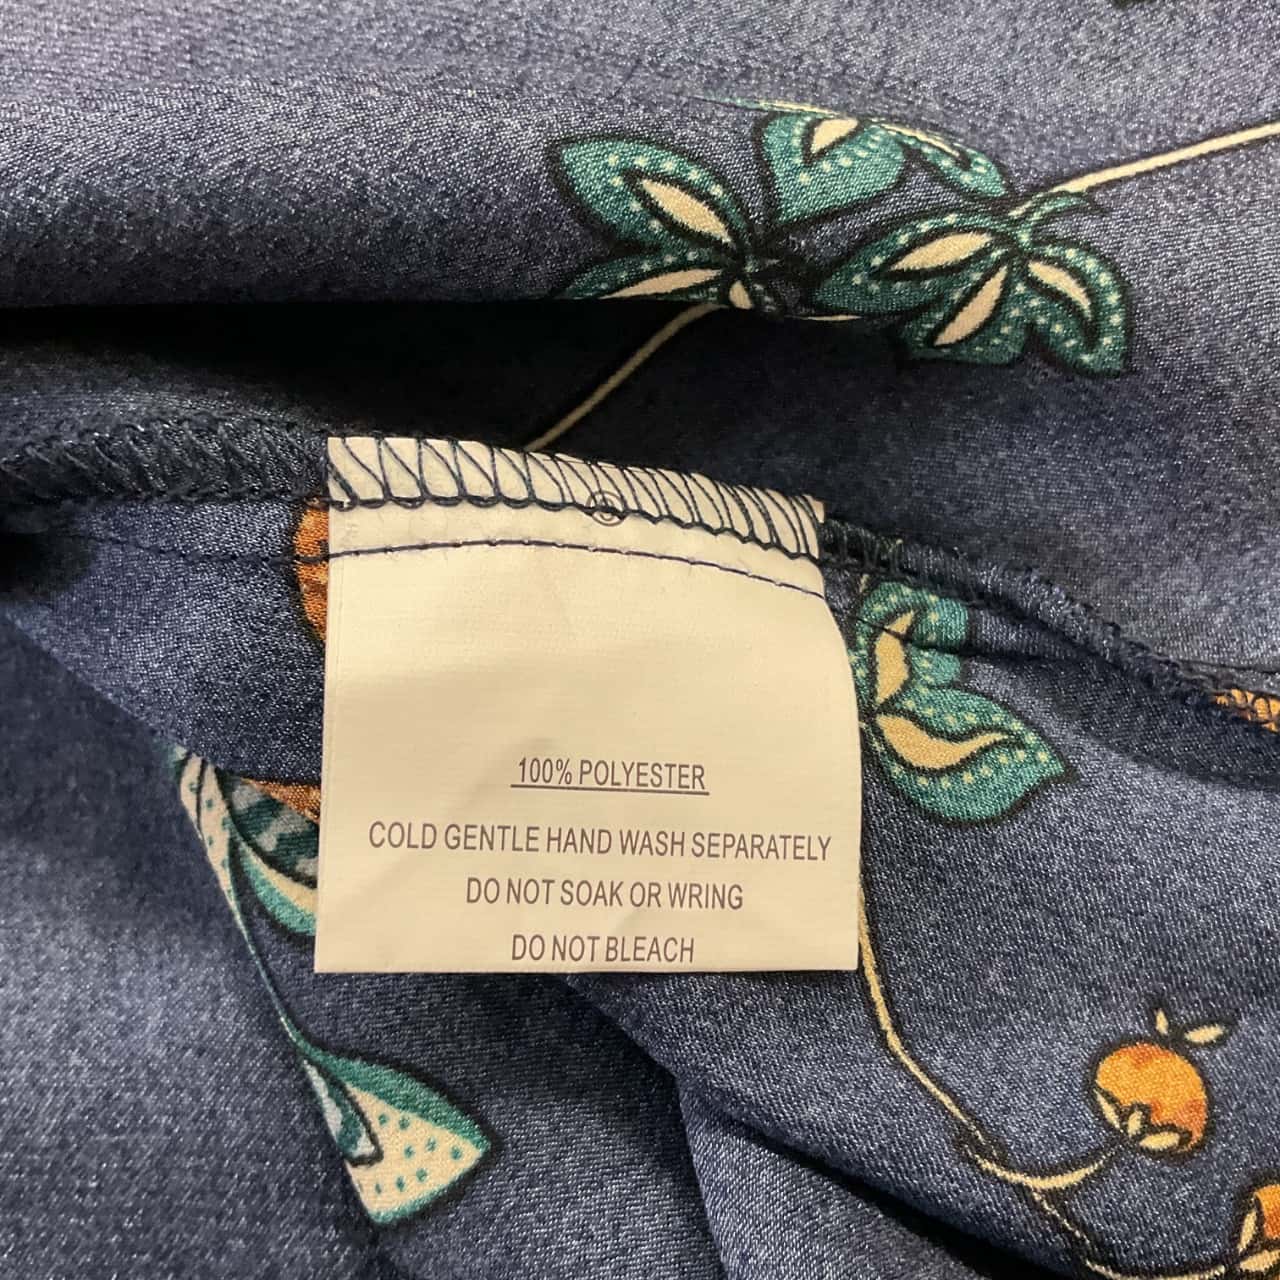 100% POLYESTER
COLD GENTLE HAND WASH SEPARATELY
DO NOT SOAK OR WRING
DO NOT BLEACH